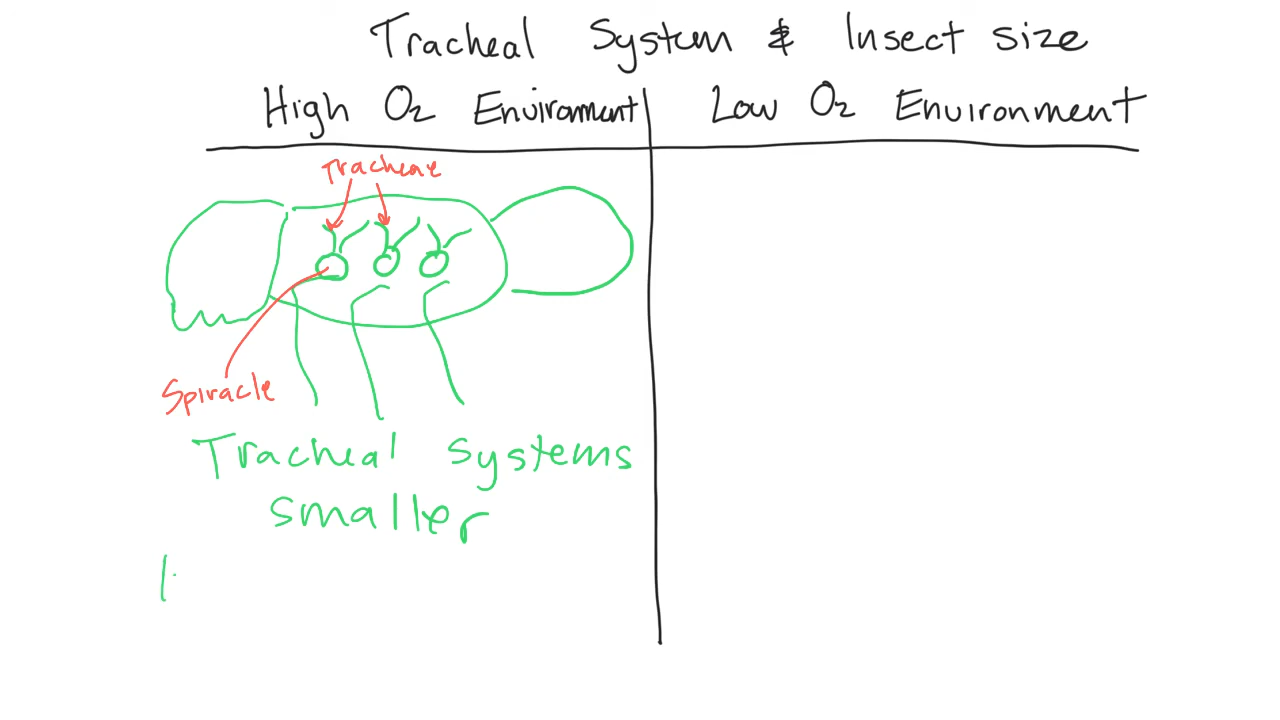 Tracheal System & Insect size
High O2 Environment
Low O2 Environment
Tracheae
Spiracle
Tracheal systems
smaller